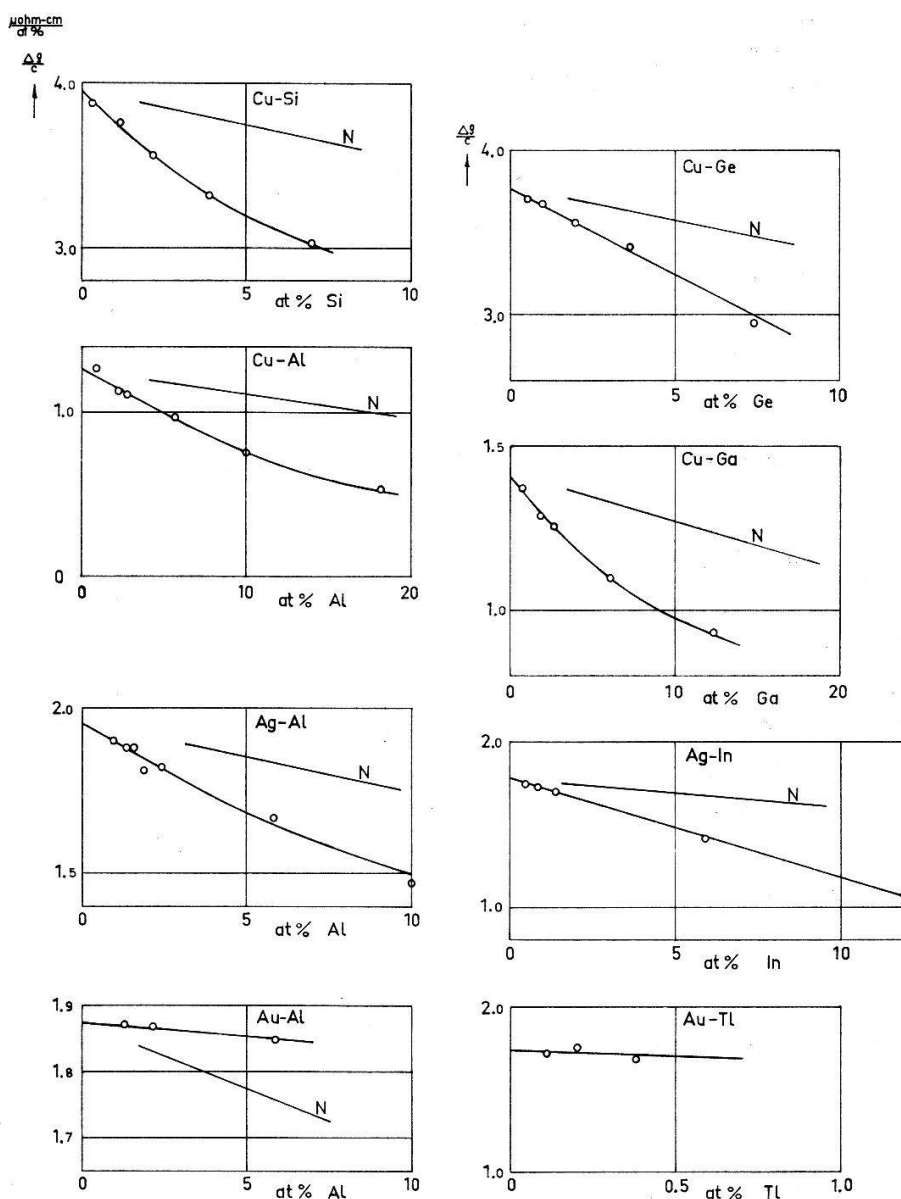 μohm-cm
at %
Δρ
c
4.0
Cu-Si
N
3.0
0 5 10
at % Si
Δρ
c
4.0
Cu-Ge
N
3.0
0 5 10
at % Ge
Cu-Al
1.0
N
0
0 10 20
at % Al
1.5
Cu-Ga
N
1.0
0 10 20
at % Ga
2.0
Ag-Al
N
1.5
0 5 10
at % Al
2.0
Ag-In
N
1.0
0 5 10
at % In
1.9
Au-Al
1.8
N
1.7
0 5 10
at % Al
2.0
Au-Tl
1.0
0 0.5 1.0
at % Tl